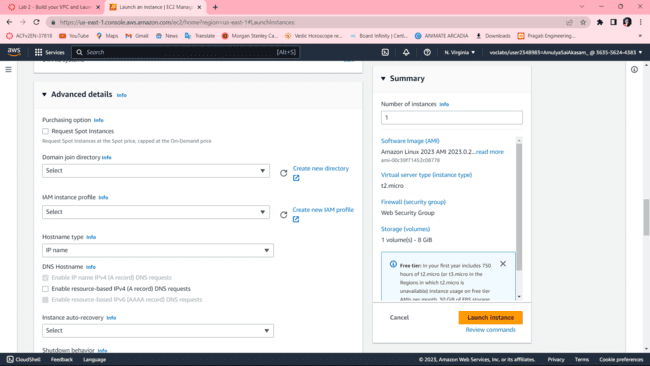 Lab 2 - Build your VPC and Launch
Launch an instance | EC2 Manage
https://us-east-1.console.aws.amazon.com/ec2/home?region=us-east-1#LaunchInstances:
ACFrZEN-37818
YouTube
Maps
Gmail
News
Translate
Morgan Stanley Ca...
Vedic Horoscope re...
Board Infinity | Cent...
ANIMATE ARCADIA
Downloads
Pragati Engineering...
aws
Services
Search
[Alt+S]
N. Virginia
voclabs/user2548983=AmulyaSaiAkasam_ @ 3635-5624-4383
Advanced details Info
Purchasing option Info
Request Spot Instances
Request Spot Instances at the Spot price, capped at the On-Demand price
Domain join directory Info
Select
Create new directory
IAM instance profile Info
Select
Create new IAM profile
Hostname type Info
IP name
DNS Hostname Info
Enable IP name IPv4 (A record) DNS requests
Enable resource-based IPv4 (A record) DNS requests
Enable resource-based IPv6 (AAAA record) DNS requests
Instance auto-recovery Info
Select
Shutdown behavior Info
Summary
Number of instances Info
1
Software Image (AMI)
Amazon Linux 2023 AMI 2023.0.2...read more
ami-00c39f71452c08778
Virtual server type (instance type)
t2.micro
Firewall (security group)
Web Security Group
Storage (volumes)
1 volume(s) - 8 GiB
Free tier: In your first year includes 750
hours of t2.micro (or t3.micro in the
Regions in which t2.micro is
unavailable) instance usage on free tier
AMIs per month, 30 GiB of EBS storage,
Cancel
Launch instance
Review commands
CloudShell
Feedback
Language
© 2023, Amazon Web Services, Inc. or its affiliates.
Privacy
Terms
Cookie preferences